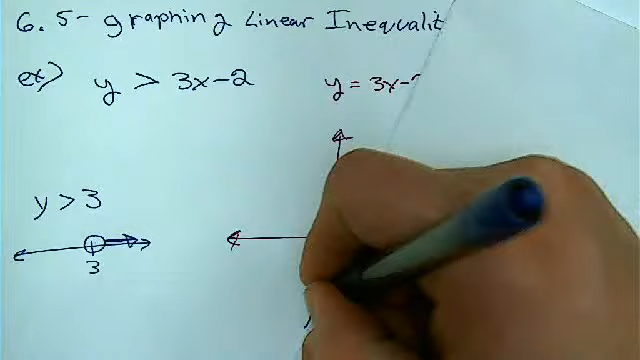 6.5- graphing Linear Inequalit
ex) y > 3x-2
y = 3x-
y > 3
3